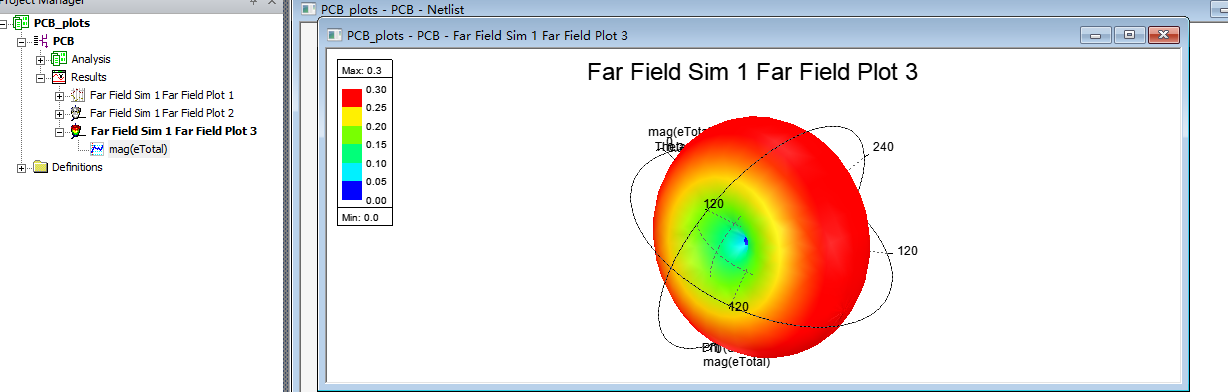 Project Manager
PCB_plots
PCB
Analysis
Results
Far Field Sim 1 Far Field Plot 1
Far Field Sim 1 Far Field Plot 2
Far Field Sim 1 Far Field Plot 3
mag(eTotal)
Definitions
PCB_plots - PCB - Netlist
PCB_plots - PCB - Far Field Sim 1 Far Field Plot 3
Far Field Sim 1 Far Field Plot 3
Max: 0.3
0.30
0.25
0.20
0.15
0.10
0.05
0.00
Min: 0.0
240
120
120
120
mag(eTotal)